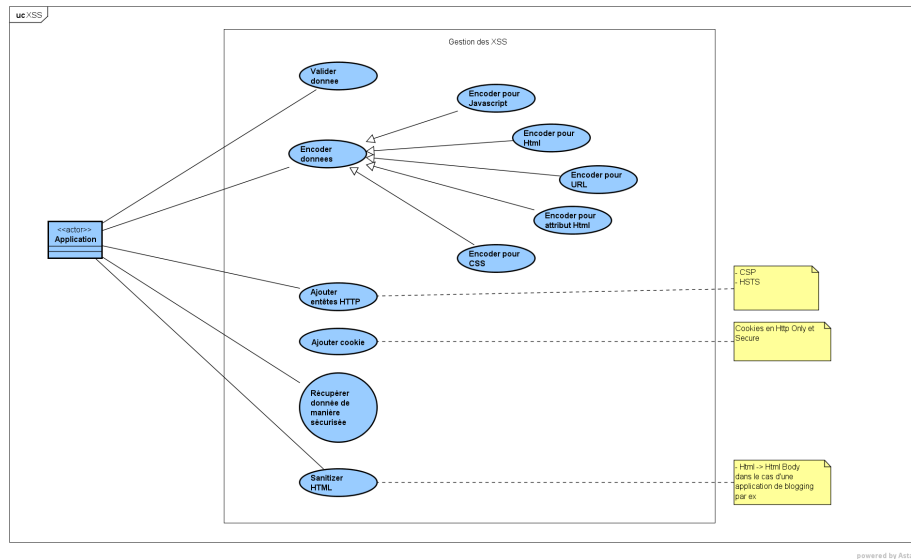 uc XSS
Gestion des XSS
Valider
donnee
Encoder pour
Javascript
Encoder pour
Html
Encoder
donnees
Encoder pour
URL
Encoder pour
attribut Html
<<actor>>
Application
Encoder pour
CSS
Ajouter
entêtes HTTP
- CSP
- HSTS
Ajouter cookie
Cookies en Http Only et
Secure
Récupérer
donnée de
manière
sécurisée
Sanitizer
HTML
- Html -> Html Body
dans le cas d'une
application de blogging
par ex
powered by Asta